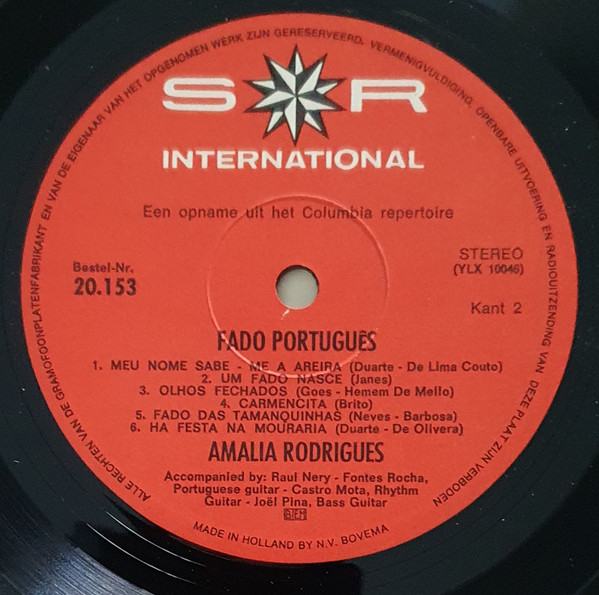 ALLE RECHTEN VAN DE GRAMOFOONPLATENFABRIKANT EN VAN DE EIGENAAR VAN HET OPGENOMEN WERK ZIJN GERESERVEERD. VERMENIGVULDIGING, OPENBARE UITVOERING EN RADIOUITZENDING VAN DEZE PLAAT ZIJN VERBODEN
S R
INTERNATIONAL
Een opname uit het Columbia repertoire
Bestel-Nr.
20.153
STEREO
(YLX 10046)
Kant 2
FADO PORTUGUÊS
1. MEU NOME SABE - ME A AREIRA (Duarte - De Lima Couto)
2. UM FADO NASCE (Janes)
3. OLHOS FECHADOS (Goes - Hemem De Mello)
4. CARMENCITA (Brito)
5. FADO DAS TAMANQUINHAS (Neves - Barbosa)
6. HA FESTA NA MOURARIA (Duarte - De Olivera)
AMALIA RODRIGUES
Accompanied by: Raul Nery - Fontes Rocha,
Portuguese guitar - Castro Mota, Rhythm
Guitar - Joël Pina, Bass Guitar
BIEM
MADE IN HOLLAND BY N.V. BOVEMA